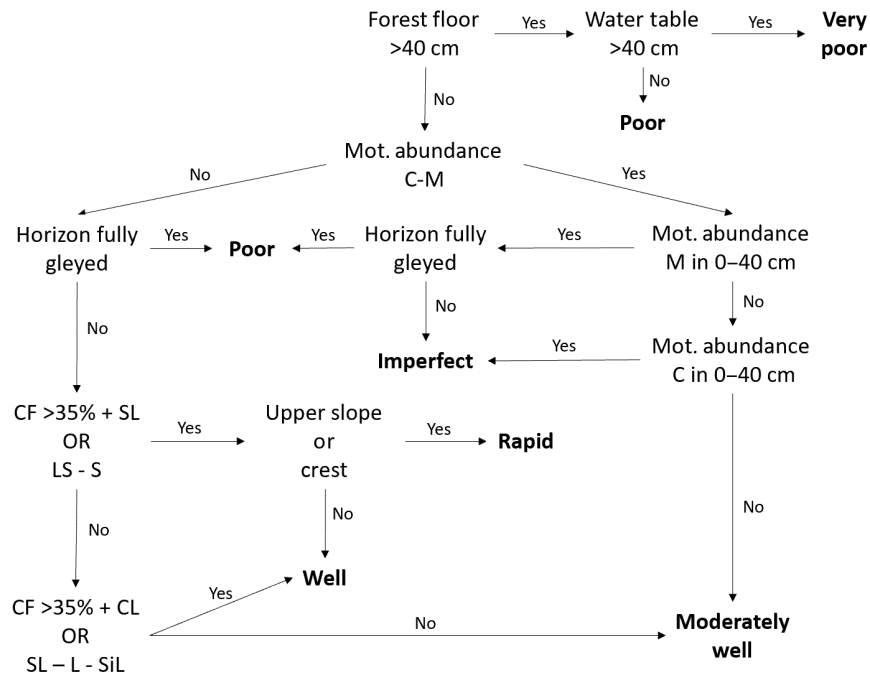 Forest floor
>40 cm
Yes
Water table
>40 cm
Yes
Very
poor
No
No
Poor
Mot. abundance
C-M
No
Yes
Horizon fully
gleyed
Yes
Poor
Yes
Horizon fully
gleyed
Yes
Mot. abundance
M in 0–40 cm
No
No
No
Imperfect
Yes
Mot. abundance
C in 0–40 cm
CF >35% + SL
OR
LS - S
Yes
Upper slope
or
crest
Yes
Rapid
No
No
No
Well
CF >35% + CL
OR
SL – L - SiL
Yes
No
Moderately
well